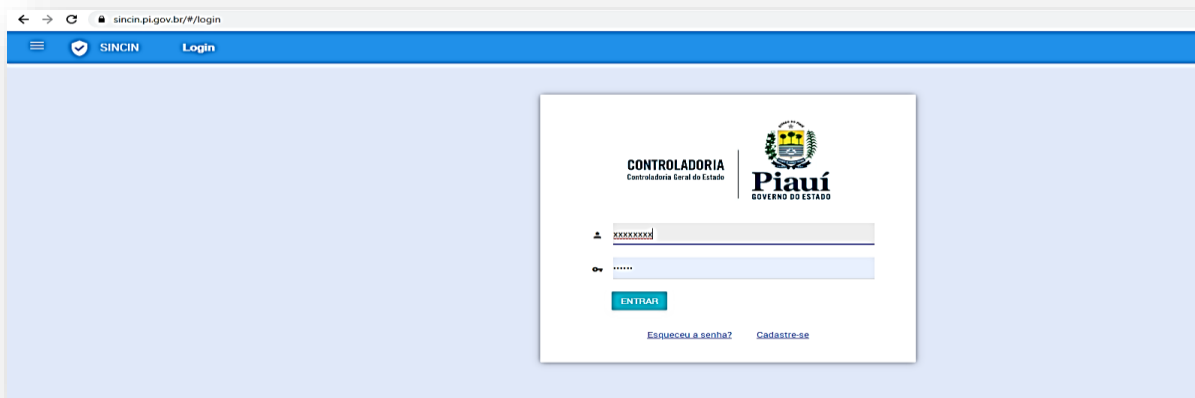 sincin.pi.gov.br/#/login
SINCIN Login
CONTROLADORIA
Controladoria Geral do Estado
Piauí
GOVERNO DO ESTADO
xxxxxxxx
••••••
ENTRAR
Esqueceu a senha? Cadastre-se